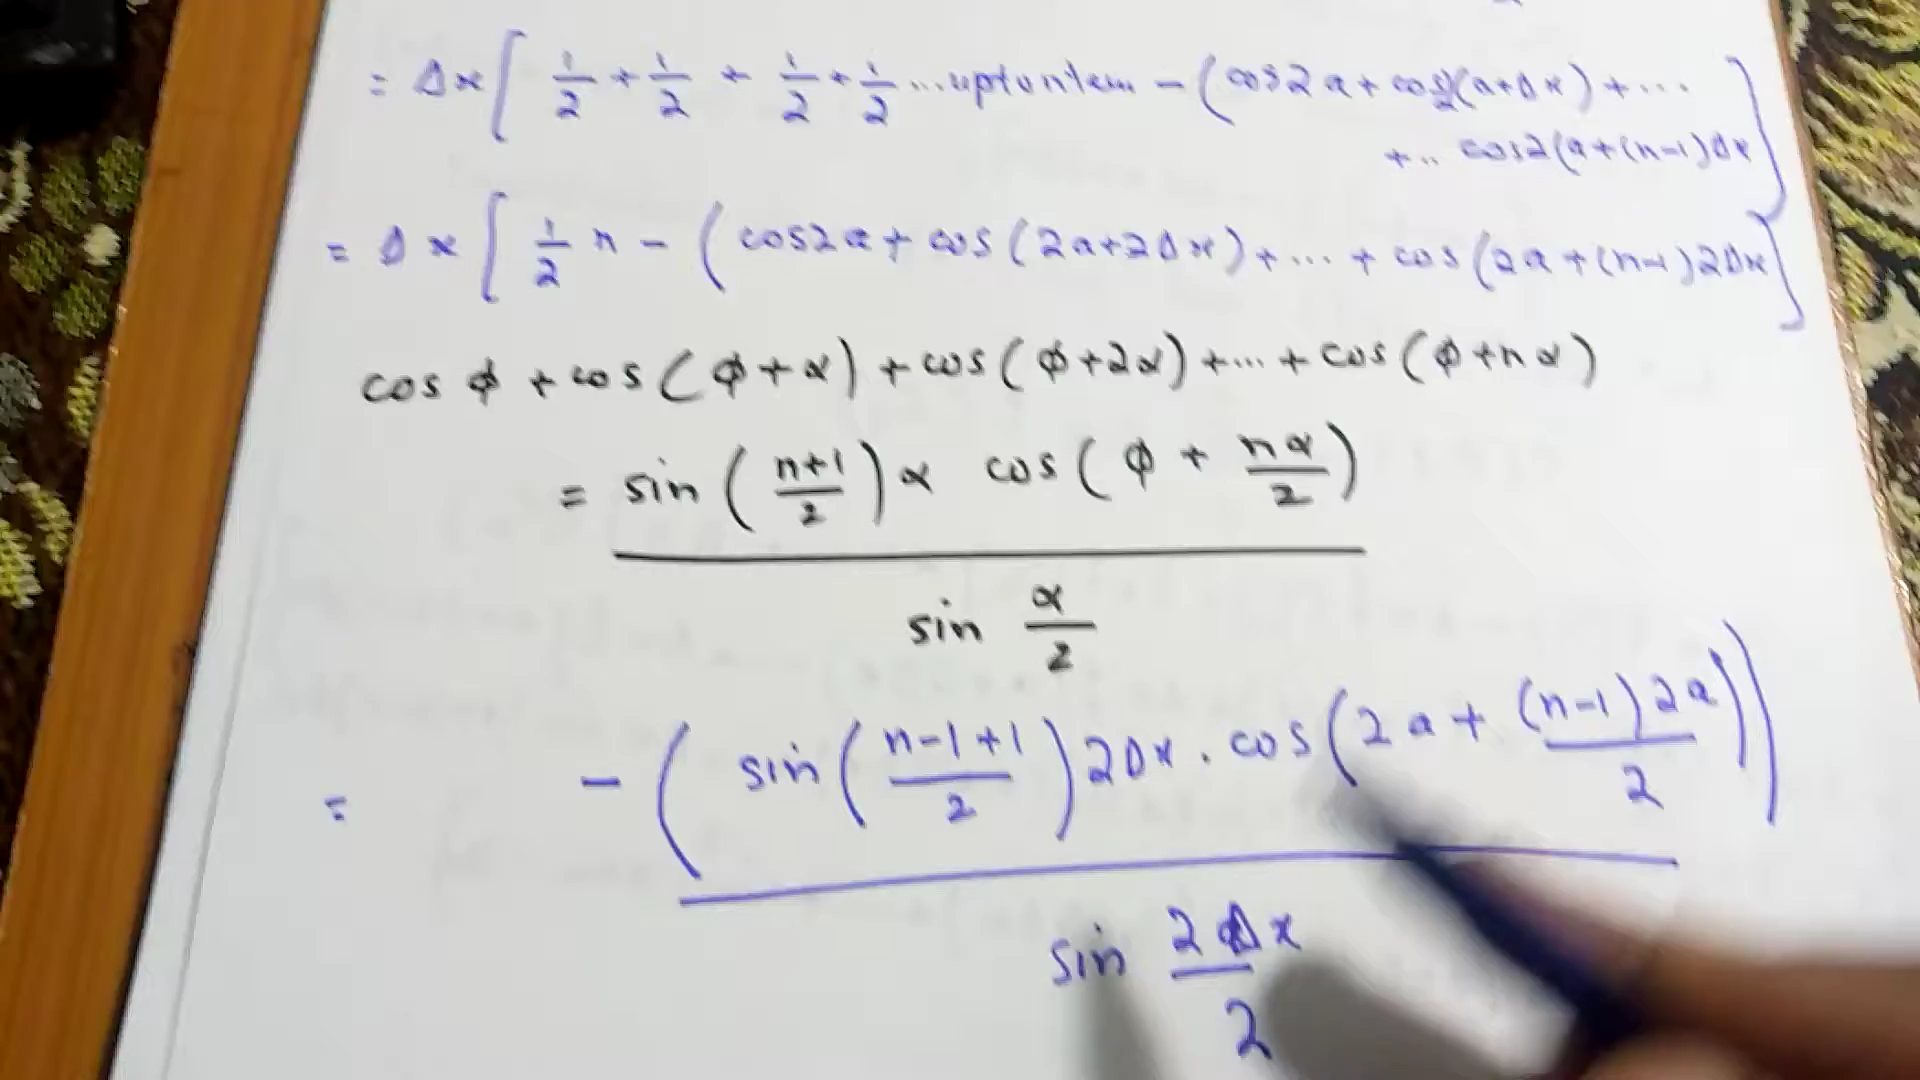 = Δx[ 1/2 + 1/2 + 1/2 + 1/2 ...upto n term - (cos2a + cos2(a+Δx) + ...
+ .. cos2(a+(n-1)Δx ]
= Δx [ 1/2 n - ( cos2a + cos (2a+2Δx) + ... + cos (2a + (n-1)2Δx ]
cos φ + cos ( φ + α ) + cos ( φ + 2α ) + ... + cos ( φ + n α )
= sin ( n+1/2 ) α cos ( φ + nα/2 )
sin α/2
= - ( sin ( n-1+1/2 ) 2Δx . cos ( 2a + (n-1)2a/2 ) )
sin 2Δx/2